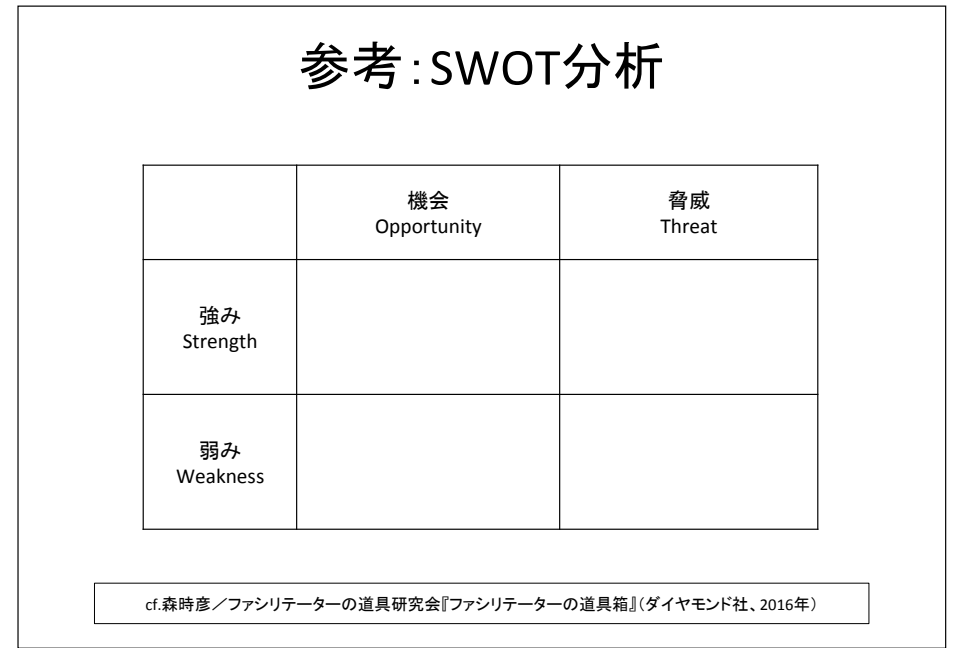 参考：SWOT分析
機会
Opportunity
脅威
Threat
強み
Strength
弱み
Weakness
cf.森時彦／ファシリテーターの道具研究会『ファシリテーターの道具箱』（ダイヤモンド社、2016年）